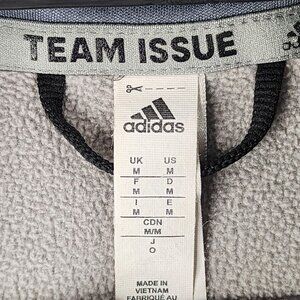 TEAM ISSUE
adidas
UK US
M M
F D
M M
I E
M M
CDN
M/M
J
O
MADE IN
VIETNAM
FABRIQUÉ AU